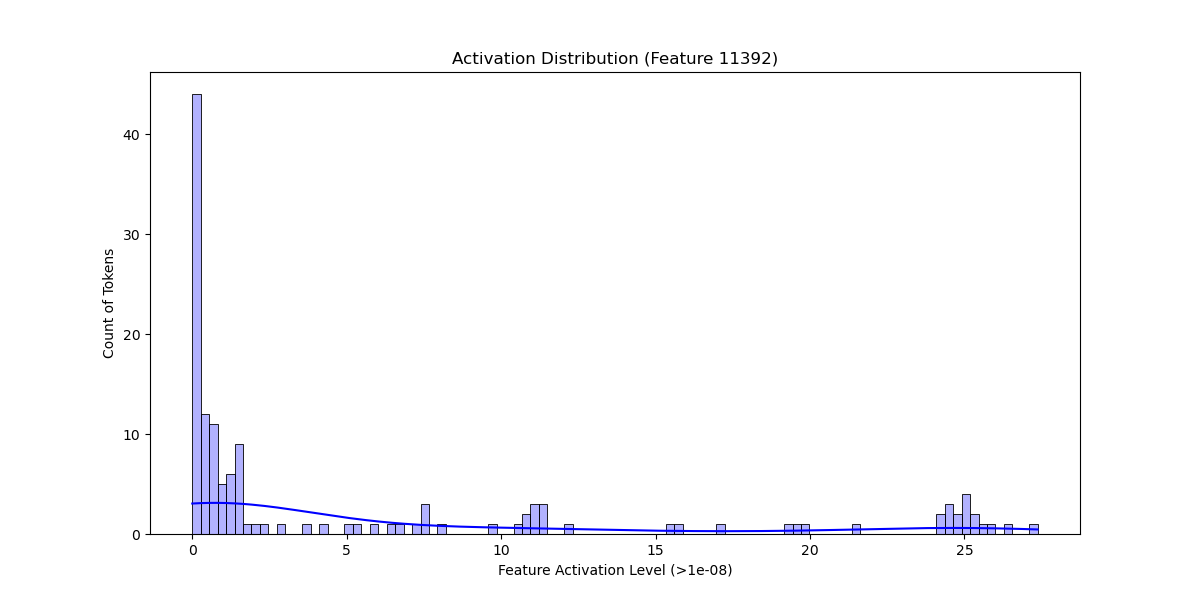 Activation Distribution (Feature 11392)
Count of Tokens
40
30
20
10
0
0 5 10 15 20 25
Feature Activation Level (>1e-08)